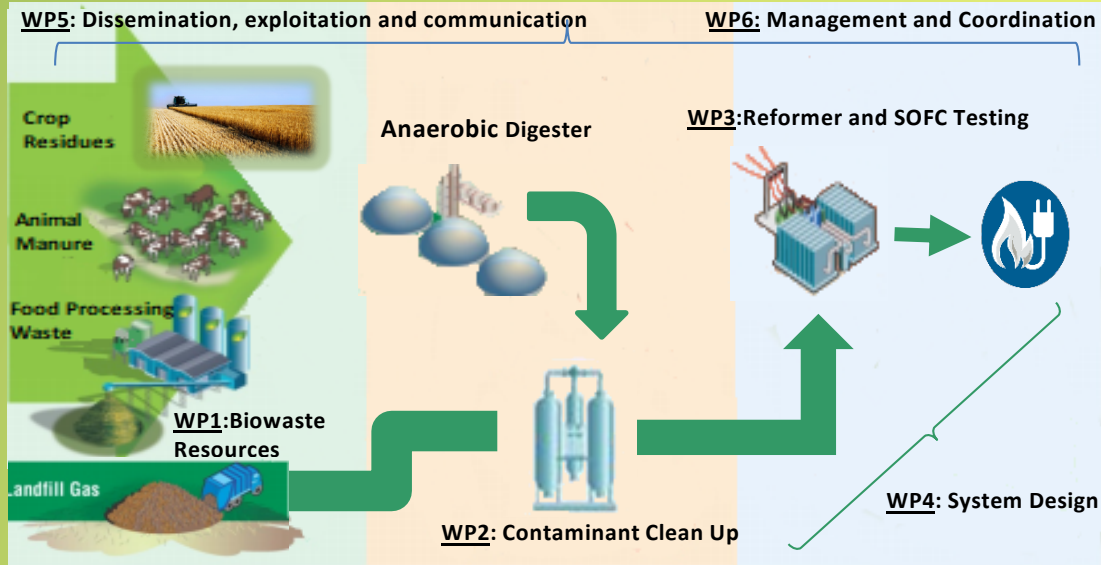 WP5: Dissemination, exploitation and communication
WP6: Management and Coordination
Crop
Residues
Anaerobic Digester
WP3:Reformer and SOFC Testing
Animal
Manure
Food Processing
Waste
WP1:Biowaste
Resources
Landfill Gas
WP4: System Design
WP2: Contaminant Clean Up